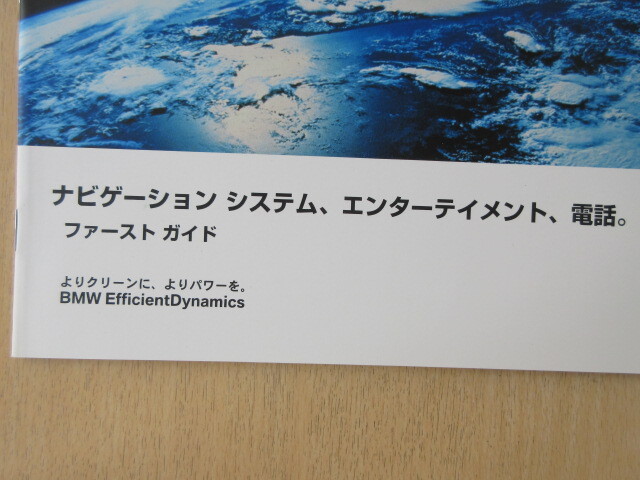 ナビゲーション システム、エンターテイメント、電話。
ファースト ガイド
よりクリーンに、よりパワーを。
BMW EfficientDynamics